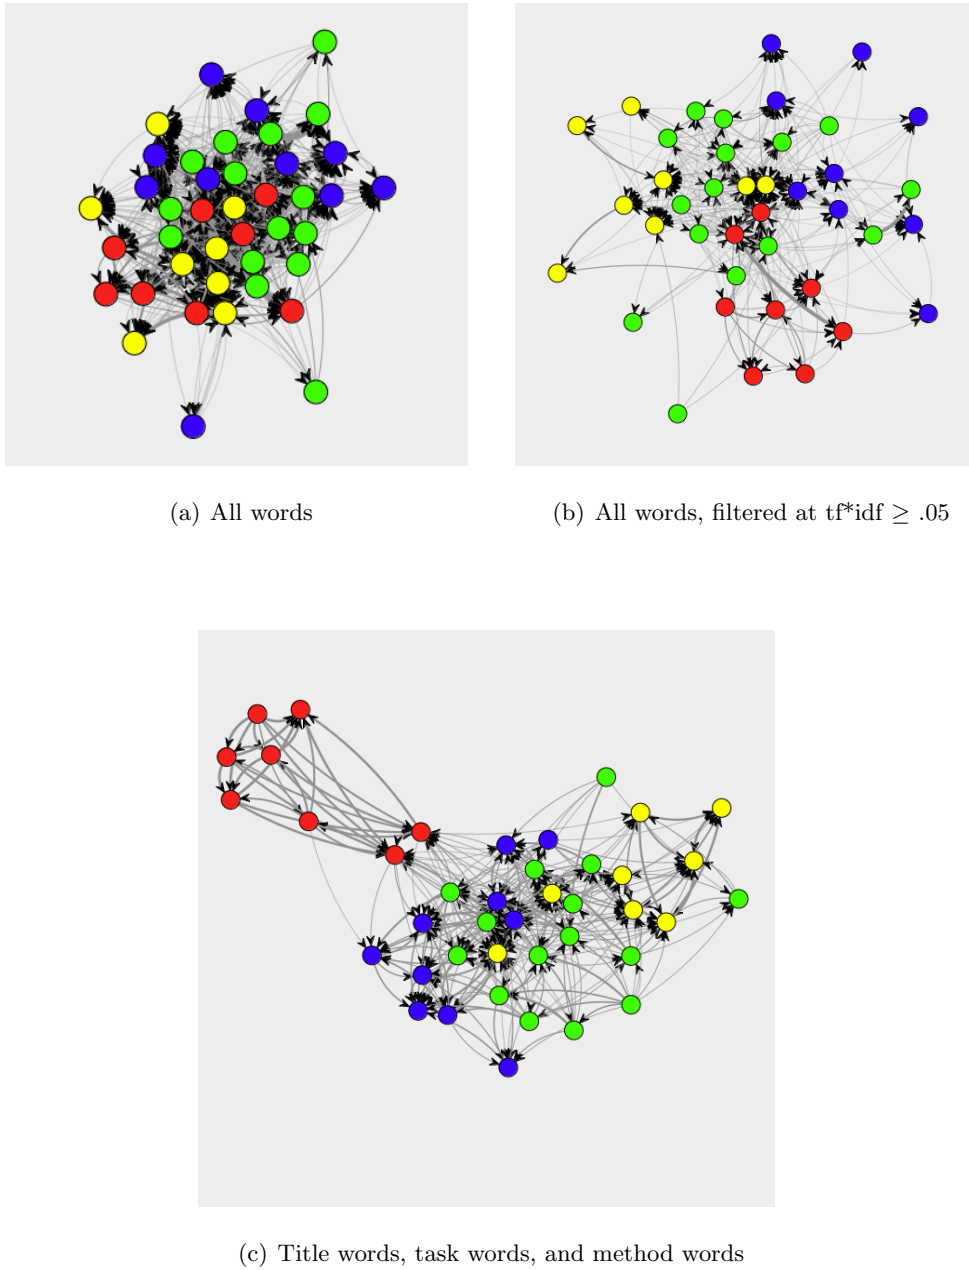 (a) All words
(b) All words, filtered at tf*idf ≥ .05
(c) Title words, task words, and method words